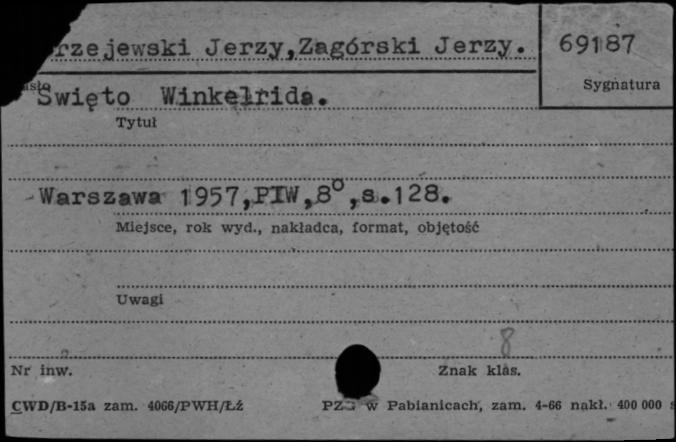 rzejewski Jerzy,Zagórski Jerzy.
69187
Sygnatura
Święto Winkelrida.
Tytuł
Warszawa 1957,PIW,8°,s.128.
Miejsce, rok wyd., nakładca, format, objętość
Uwagi
8
Nr inw.
Znak klas.
CWD/B-15a zam. 4066/PWH/Łź
w Pabianicach, zam. 4-66 nakł. 400 000